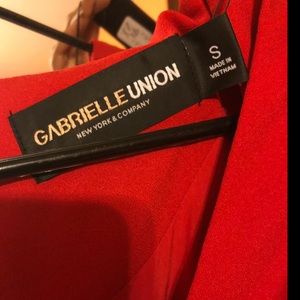 GABRIELLE UNION
NEW YORK & COMPANY
S
MADE IN
VIETNAM